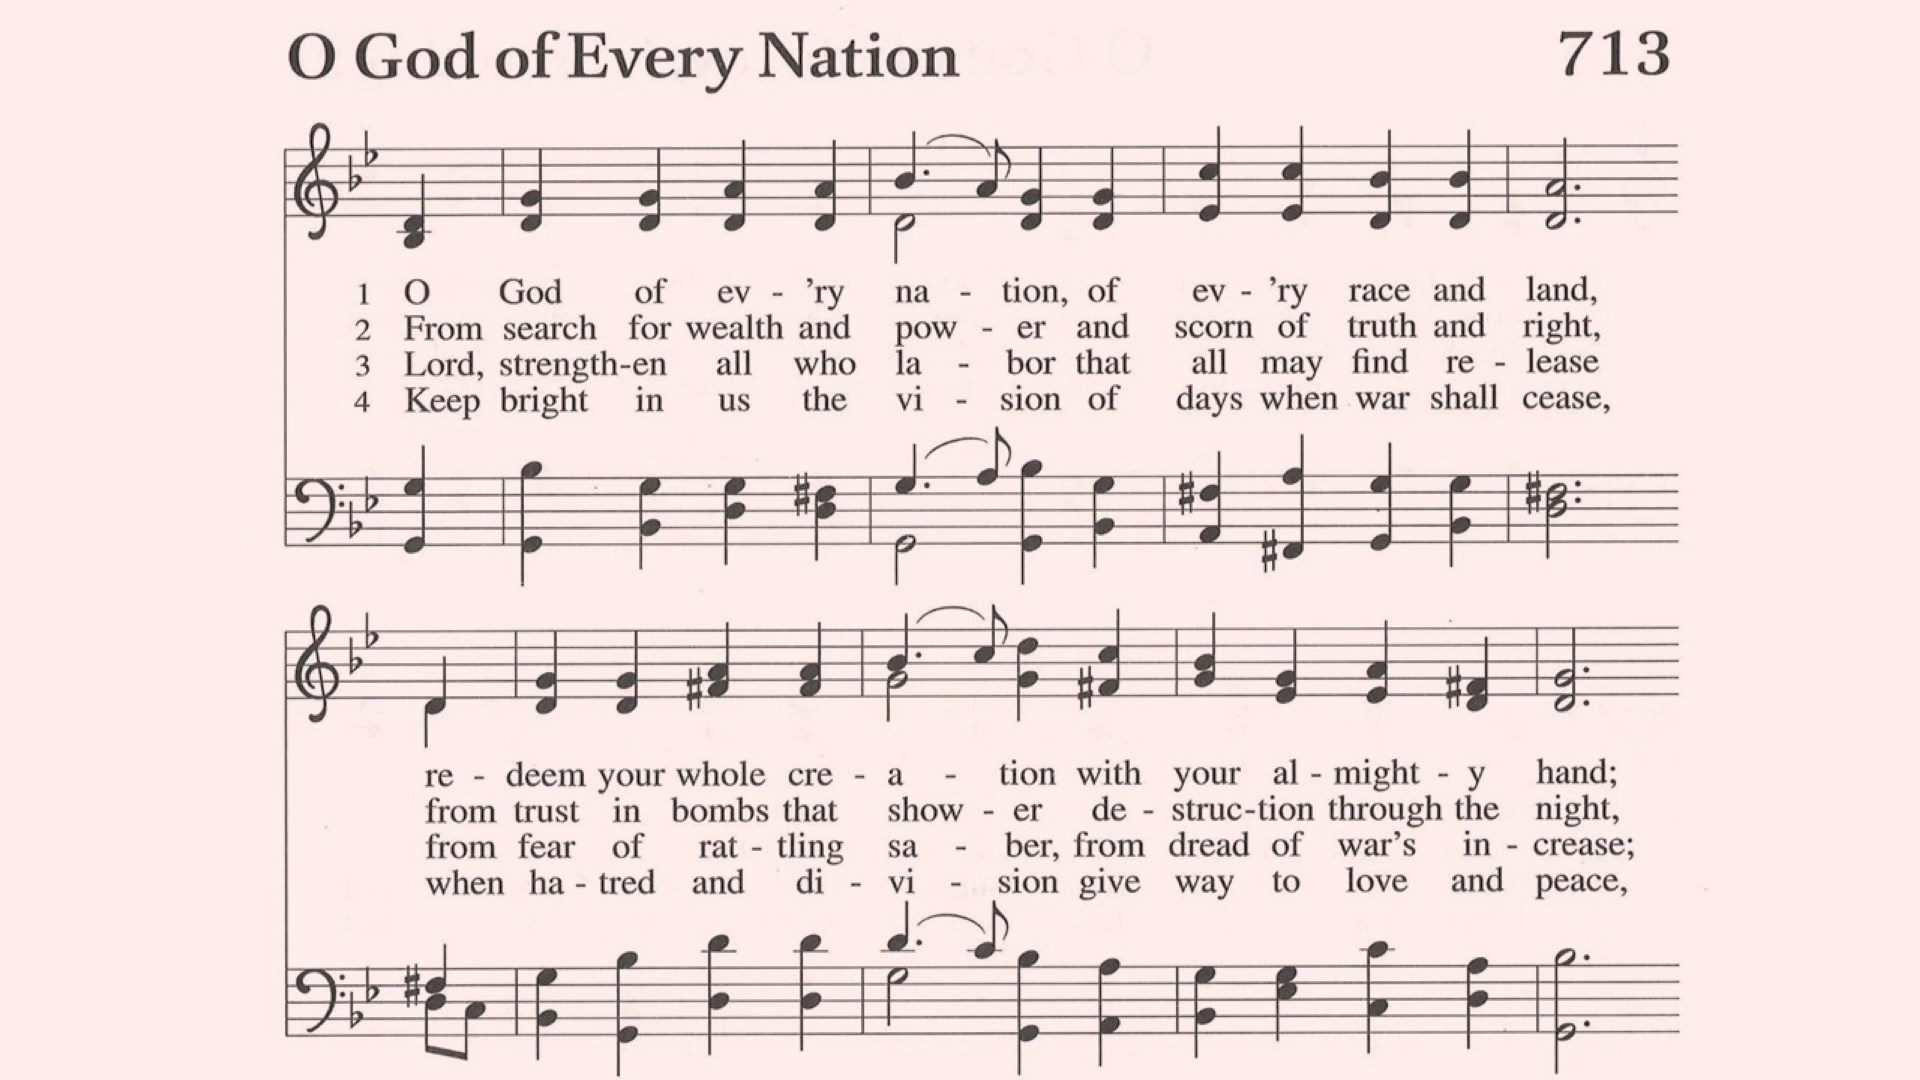 O God of Every Nation 713
1 O God of ev - 'ry na - tion, of ev - 'ry race and land,
2 From search for wealth and pow - er and scorn of truth and right,
3 Lord, strength-en all who la - bor that all may find re - lease
4 Keep bright in us the vi - sion of days when war shall cease,
re - deem your whole cre - a - tion with your al - might - y hand;
from trust in bombs that show - er de - struc-tion through the night,
from fear of rat - tling sa - ber, from dread of war's in - crease;
when ha - tred and di - vi - sion give way to love and peace,